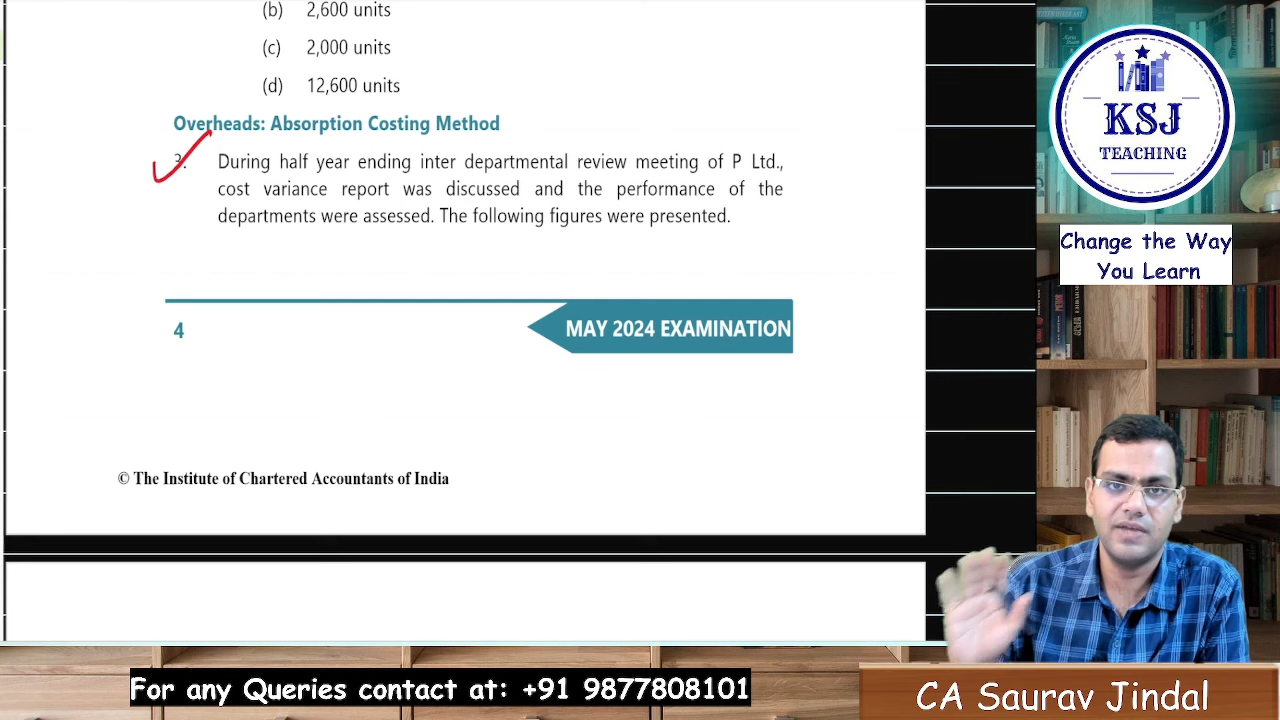 (b) 2,600 units
(c) 2,000 units
(d) 12,600 units
Overheads: Absorption Costing Method
3. During half year ending inter departmental review meeting of P Ltd.,
cost variance report was discussed and the performance of the
departments were assessed. The following figures were presented.
4
MAY 2024 EXAMINATION
© The Institute of Chartered Accountants of India
KSJ
TEACHING
Change the Way
You Learn
For any Queries contact at: +91 9877808101
CA Saurav Jindal